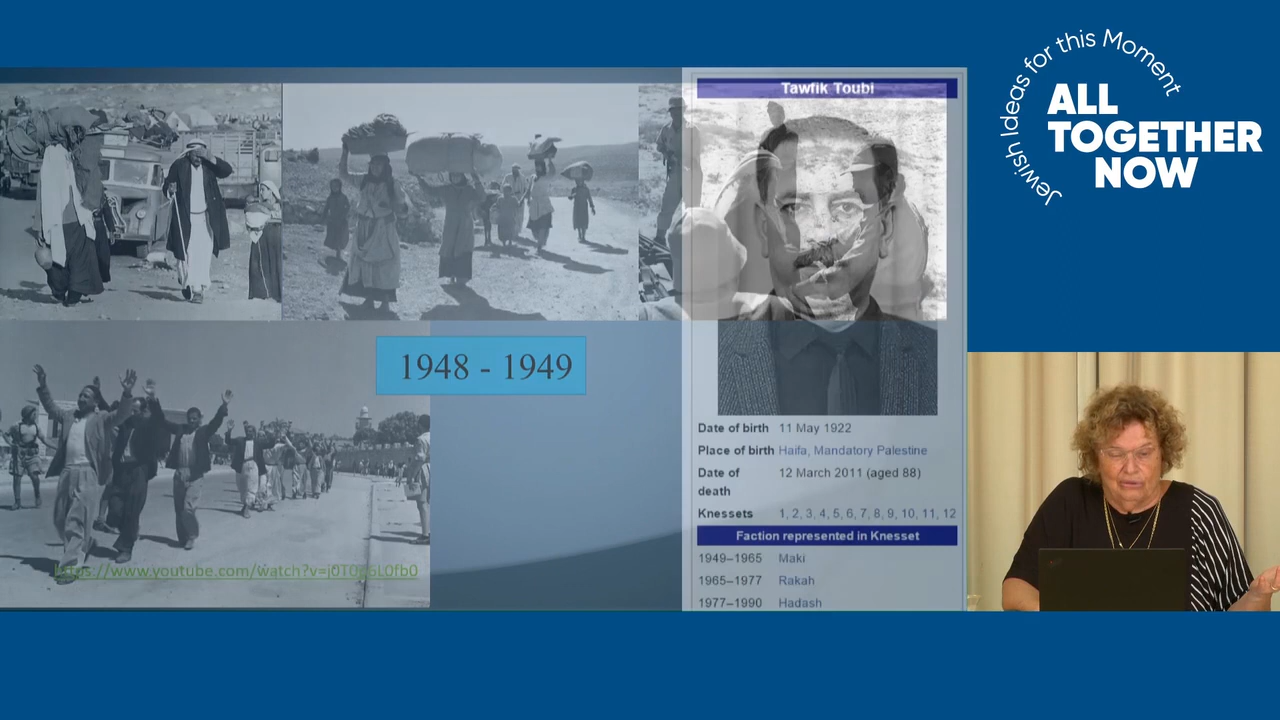 Jewish Ideas for this Moment
ALL
TOGETHER
NOW
Tawfik Toubi
1948 - 1949
Date of birth 11 May 1922
Place of birth Haifa, Mandatory Palestine
Date of death 12 March 2011 (aged 88)
Knessets 1, 2, 3, 4, 5, 6, 7, 8, 9, 10, 11, 12
Faction represented in Knesset
1949–1965 Maki
1965–1977 Rakah
1977–1990 Hadash